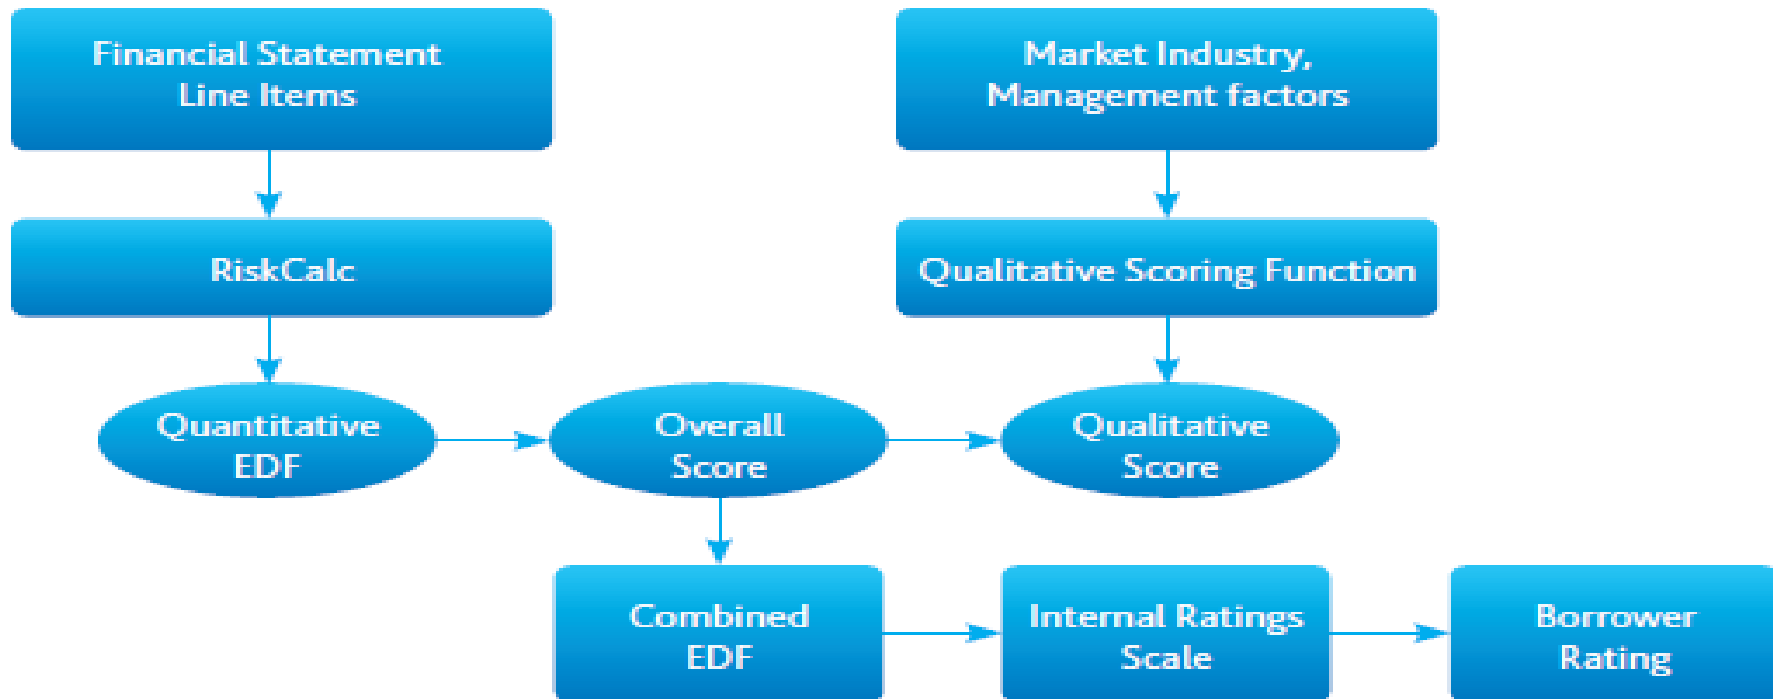 Financial Statement
Line Items
Market Industry,
Management factors
RiskCalc
Qualitative Scoring Function
Quantitative
EDF
Overall
Score
Qualitative
Score
Combined
EDF
Internal Ratings
Scale
Borrower
Rating